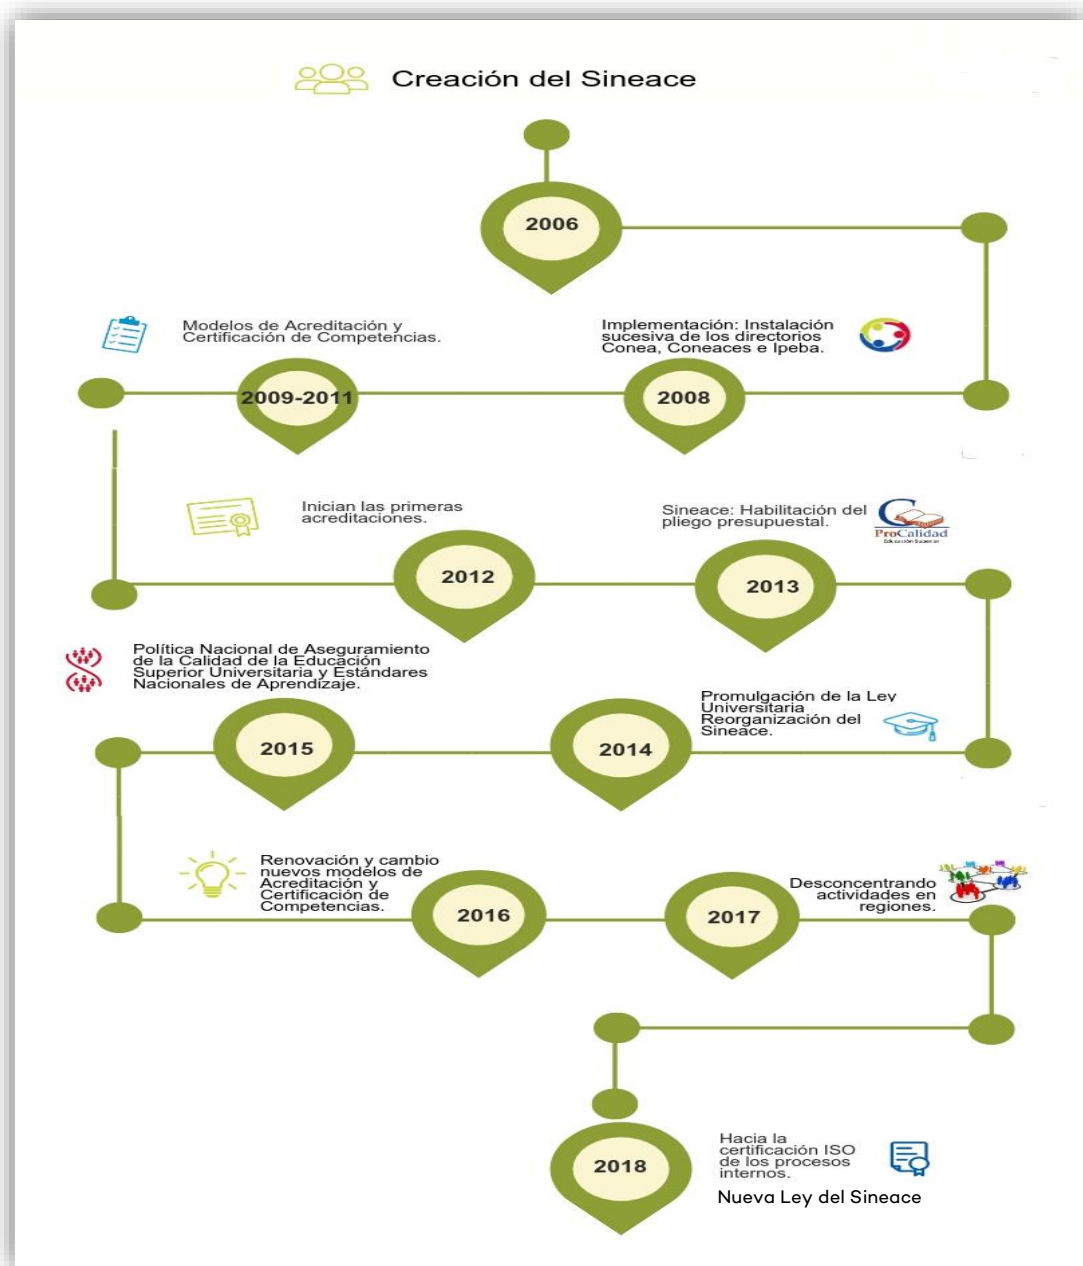 Creación del Sineace
2006
Implementación: Instalación
sucesiva de los directorios
Conea, Coneaces e Ipeba.
2008
Modelos de Acreditación y
Certificación de Competencias.
2009-2011
Inician las primeras
acreditaciones.
2012
Sineace: Habilitación del
pliego presupuestal.
ProCalidad
Educación Superior
2013
Promulgación de la Ley
Universitaria
Reorganización del
Sineace.
2014
Política Nacional de Aseguramiento
de la Calidad de la Educación
Superior Universitaria y Estándares
Nacionales de Aprendizaje.
2015
Renovación y cambio
nuevos modelos de
Acreditación y
Certificación de
Competencias.
2016
Desconcentrando
actividades en
regiones.
2017
2018
Hacia la
certificación ISO
de los procesos
internos.
Nueva Ley del Sineace